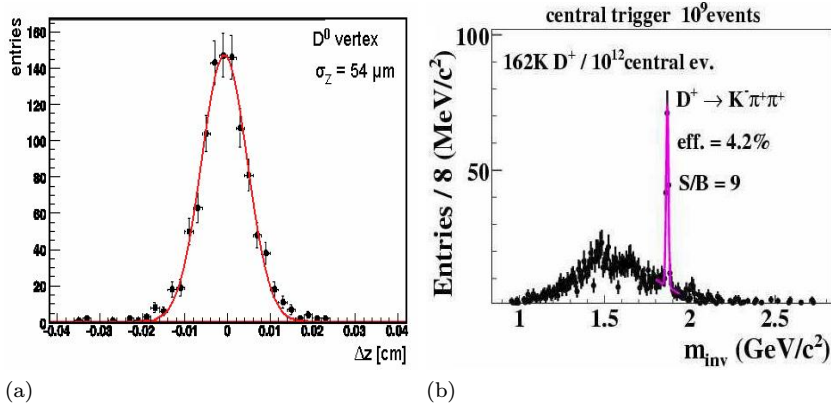 entries
160
140
120
100
80
60
40
20
0
D⁰ vertex
σ_Z = 54 μm
-0.04 -0.03 -0.02 -0.01 0 0.01 0.02 0.03 0.04
Δz [cm]
(a)
central trigger 10⁹events
Entries / 8 (MeV/c²)
100
50
162K D⁺ / 10¹²central ev.
D⁺ → K⁻π⁺π⁺
eff. = 4.2%
S/B = 9
1 1.5 2 2.5
m_inv (GeV/c²)
(b)